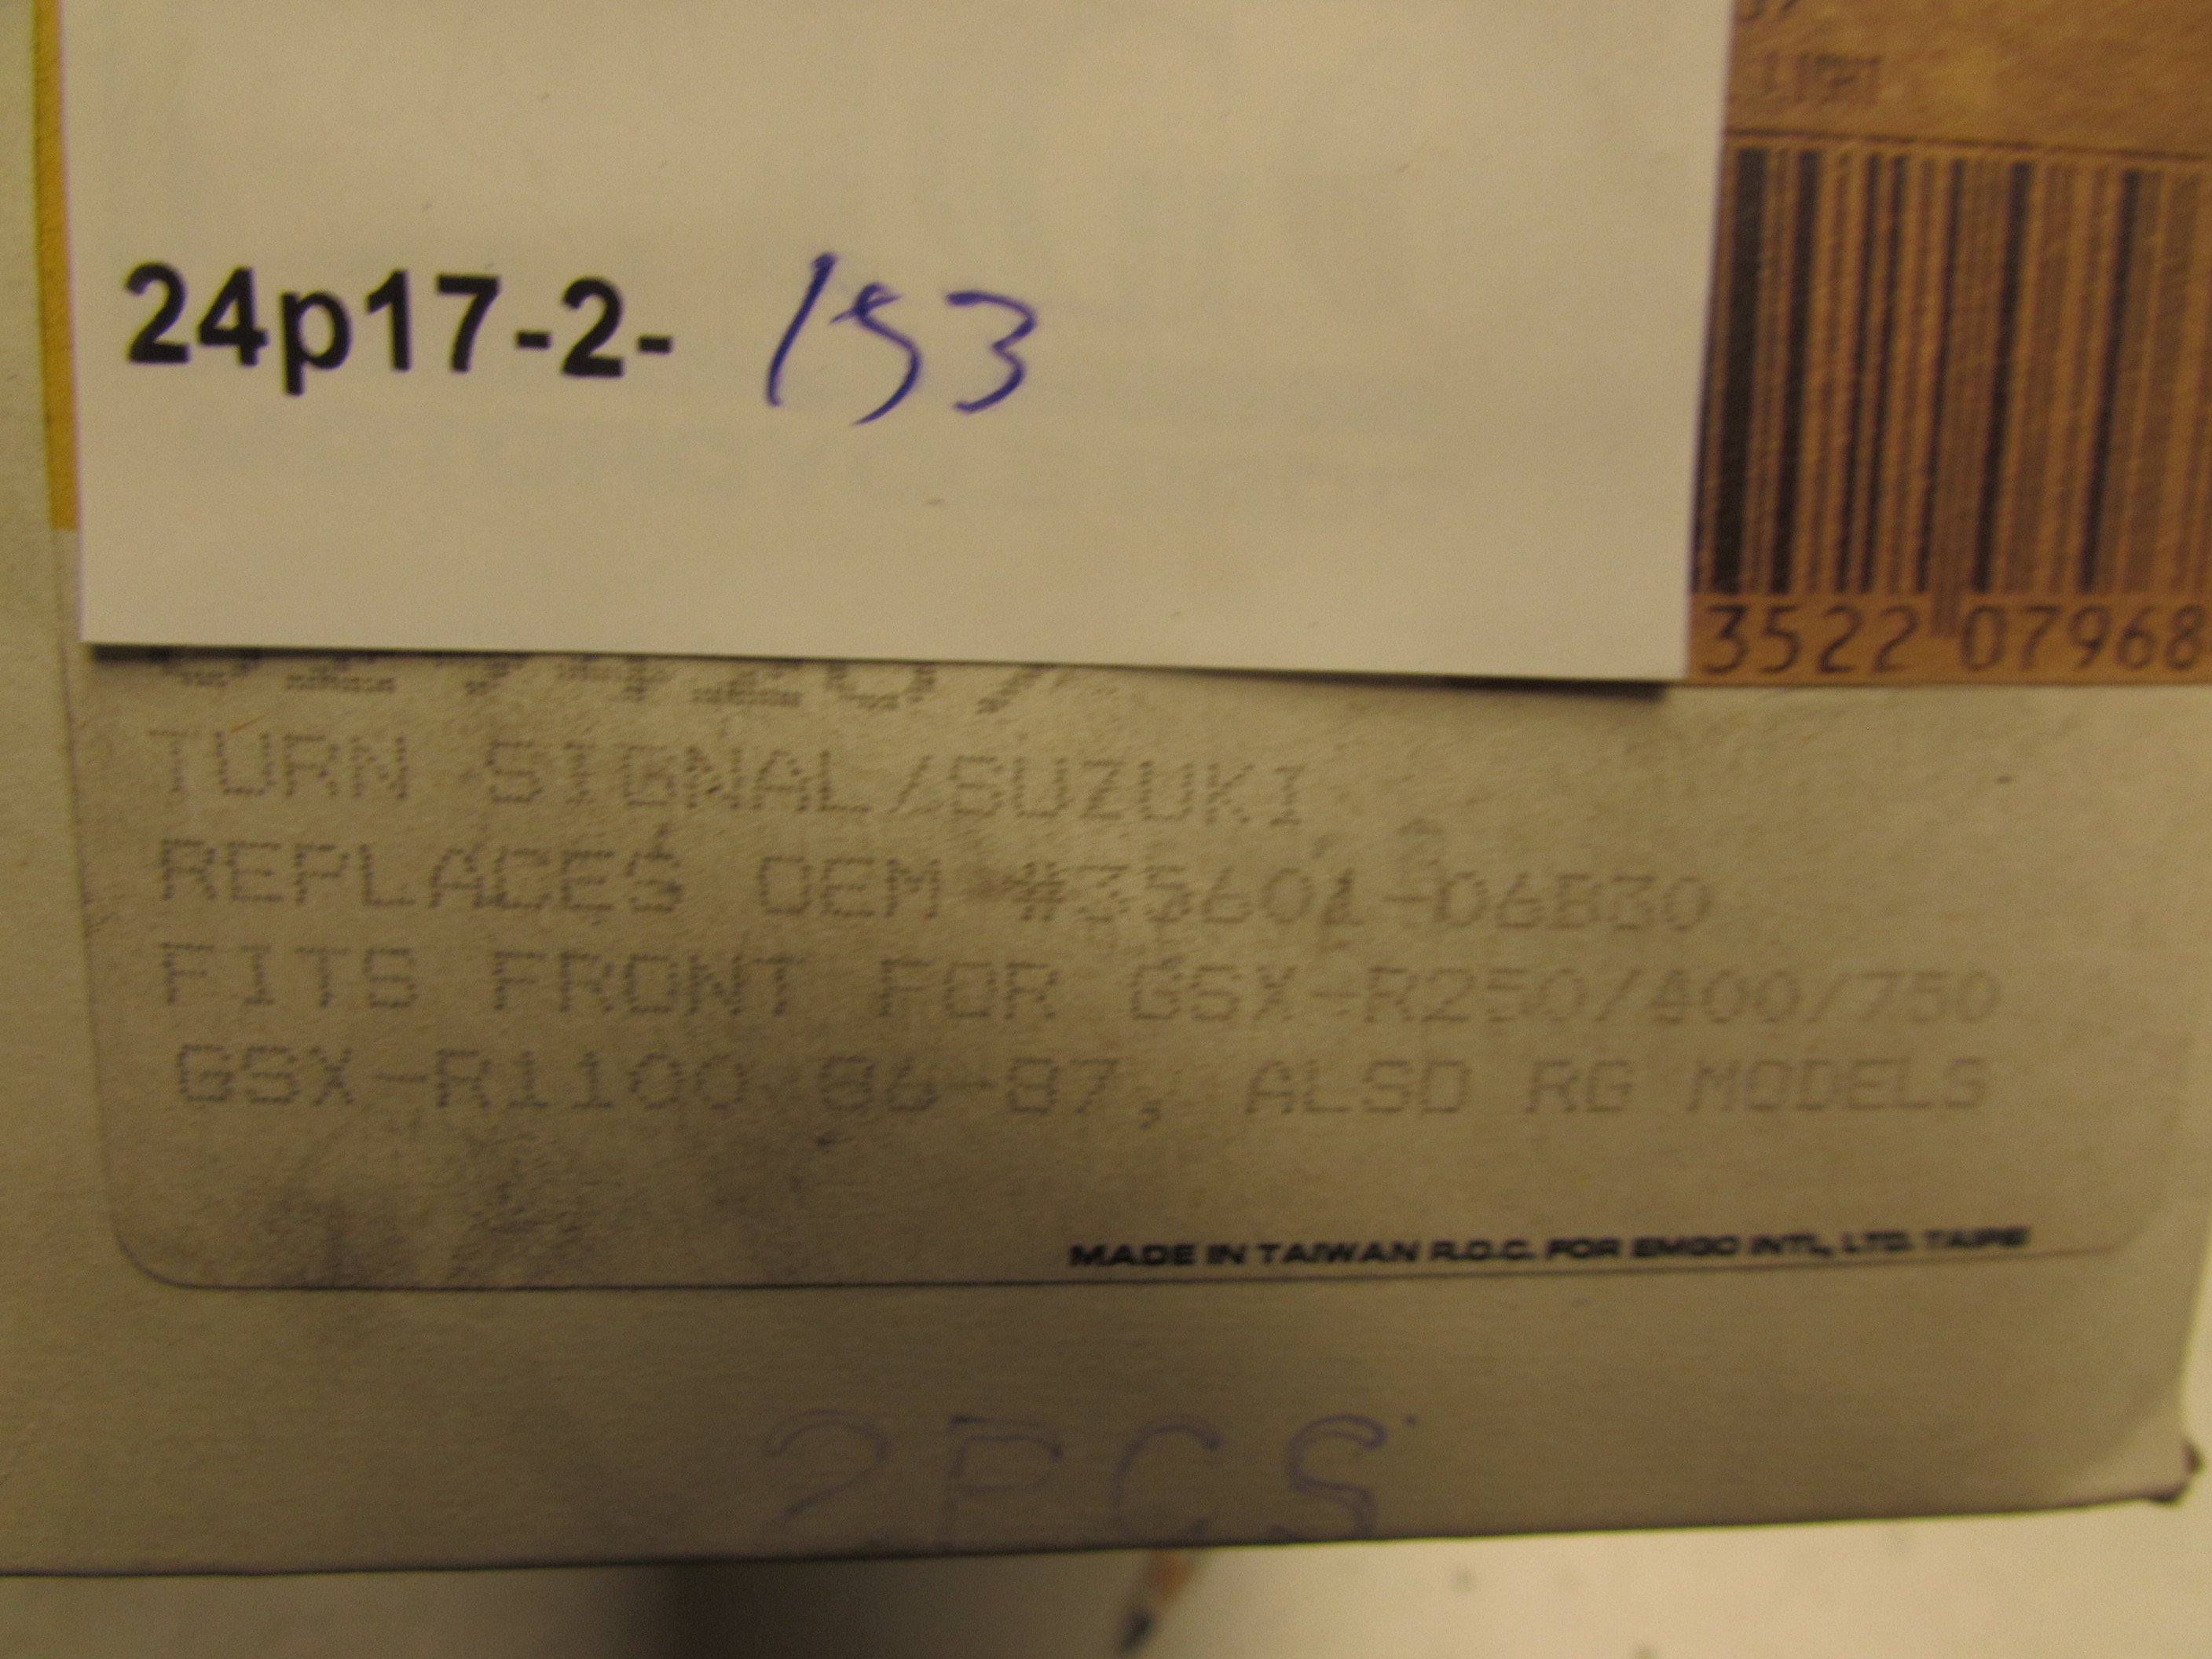 24p17-2- 153
3522 07968
TURN SIGNAL/SUZUKI
REPLACES OEM #35601-06B30
FITS FRONT FOR GSX-R250/400/750
GSX-R1100 86-87, ALSO RG MODELS
MADE IN TAIWAN R.O.C. FOR EMGO INTL, LTD. TAIPEI
2PCS